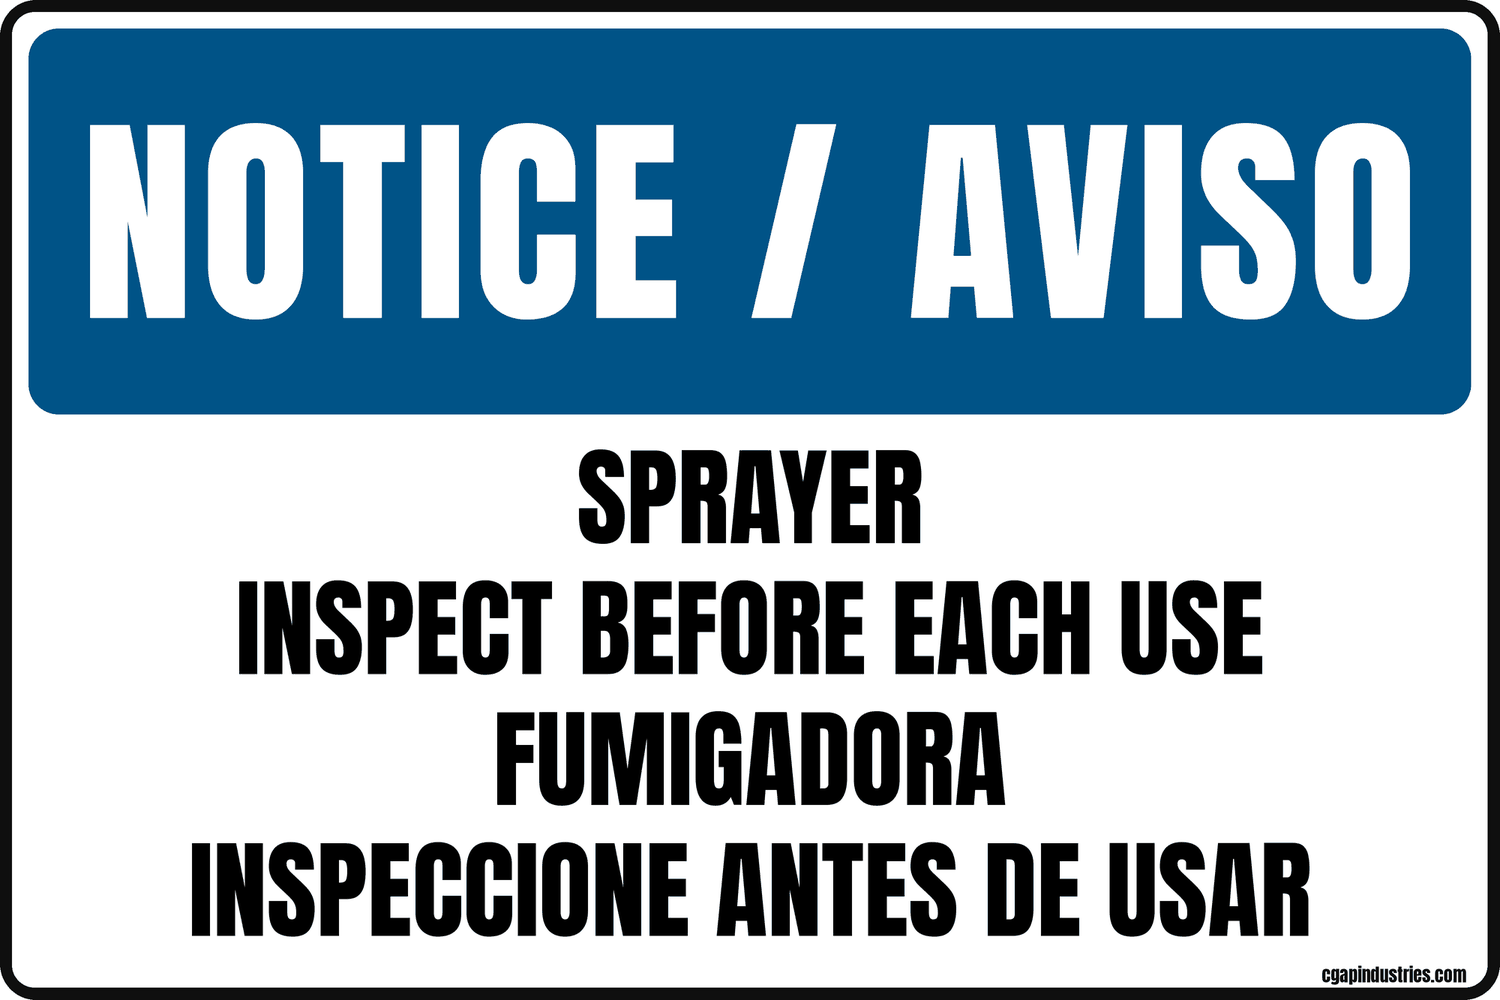 NOTICE / AVISO
SPRAYER
INSPECT BEFORE EACH USE
FUMIGADORA
INSPECCIONE ANTES DE USAR
cgapindustries.com